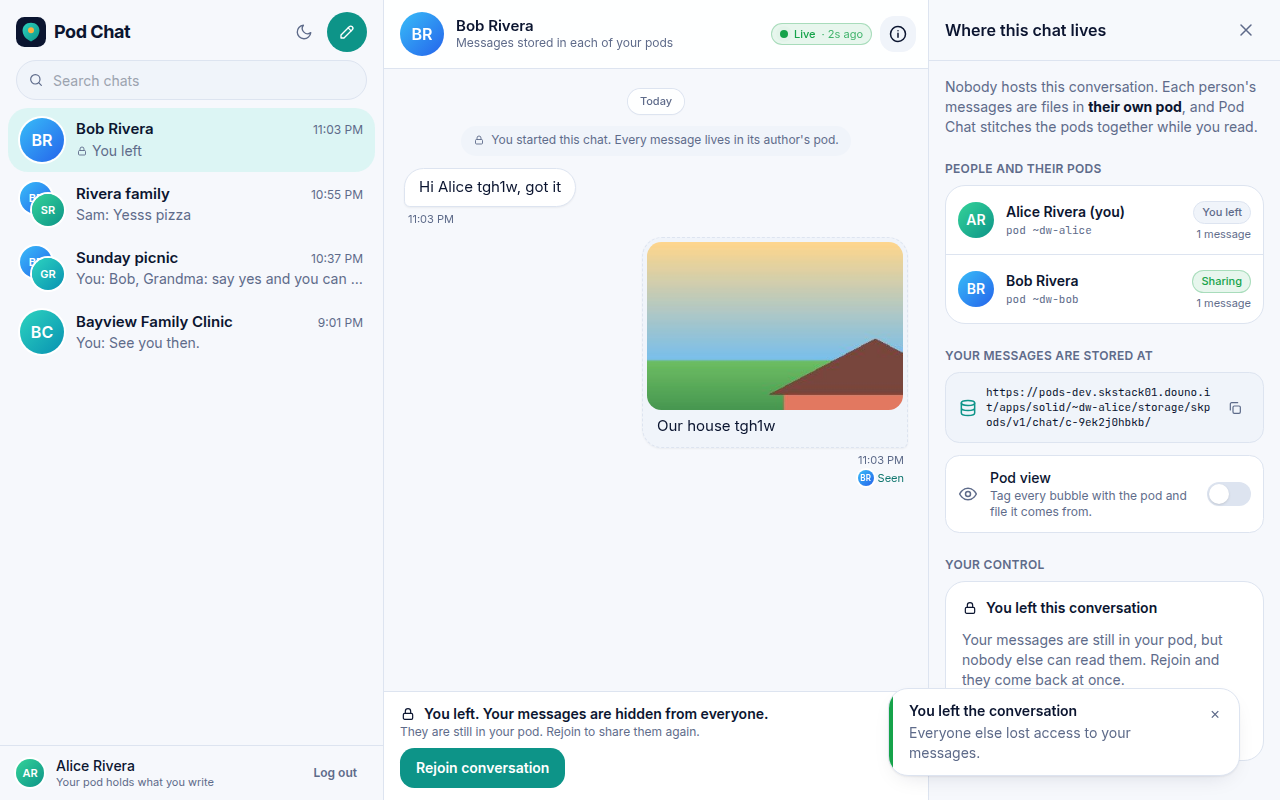 Pod Chat
Search chats
BR
Bob Rivera
11:03 PM
You left
SR
Rivera family
10:55 PM
Sam: Yesss pizza
GR
Sunday picnic
10:37 PM
You: Bob, Grandma: say yes and you can ...
BC
Bayview Family Clinic
9:01 PM
You: See you then.
AR
Alice Rivera
Your pod holds what you write
Log out
BR
Bob Rivera
Messages stored in each of your pods
Live · 2s ago
Today
You started this chat. Every message lives in its author's pod.
Hi Alice tgh1w, got it
11:03 PM
Our house tgh1w
11:03 PM
BR Seen
You left. Your messages are hidden from everyone.
They are still in your pod. Rejoin to share them again.
Rejoin conversation
Where this chat lives
Nobody hosts this conversation. Each person's
messages are files in their own pod, and Pod
Chat stitches the pods together while you read.
PEOPLE AND THEIR PODS
AR
Alice Rivera (you)
pod ~dw-alice
You left
1 message
BR
Bob Rivera
pod ~dw-bob
Sharing
1 message
YOUR MESSAGES ARE STORED AT
https://pods-dev.skstack01.douno.i
t/apps/solid/~dw-alice/storage/skp
ods/v1/chat/c-9ek2j0hbkb/
Pod view
Tag every bubble with the pod and
file it comes from.
YOUR CONTROL
You left this conversation
Your messages are still in your pod, but
nobody else can read them. Rejoin and
they come back at once.
You left the conversation
Everyone else lost access to your
messages.